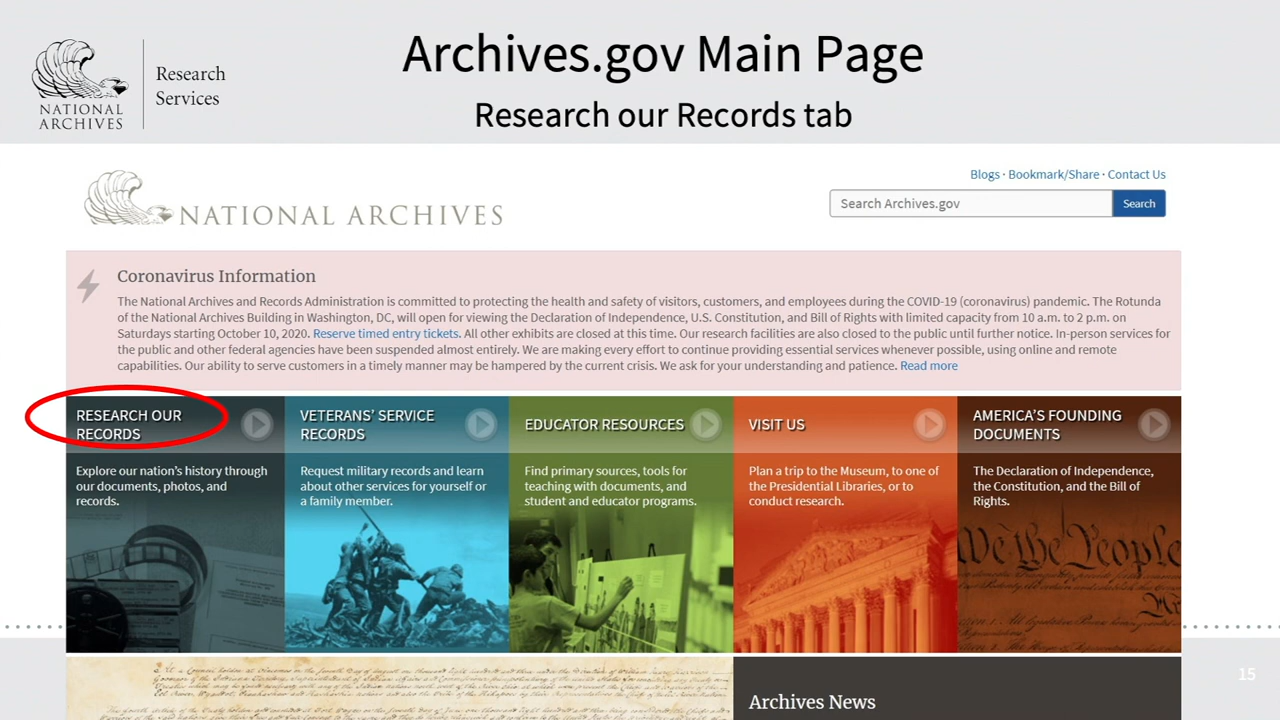 NATIONAL
ARCHIVES
Research
Services
Archives.gov Main Page
Research our Records tab
NATIONAL ARCHIVES
Blogs · Bookmark/Share · Contact Us
Search Archives.gov
Search
Coronavirus Information
The National Archives and Records Administration is committed to protecting the health and safety of visitors, customers, and employees during the COVID-19 (coronavirus) pandemic. The Rotunda
of the National Archives Building in Washington, DC, will open for viewing the Declaration of Independence, U.S. Constitution, and Bill of Rights with limited capacity from 10 a.m. to 2 p.m. on
Saturdays starting October 10, 2020. Reserve timed entry tickets. All other exhibits are closed at this time. Our research facilities are also closed to the public until further notice. In-person services for
the public and other federal agencies have been suspended almost entirely. We are making every effort to continue providing essential services whenever possible, using online and remote
capabilities. Our ability to serve customers in a timely manner may be hampered by the current crisis. We ask for your understanding and patience. Read more
RESEARCH OUR
RECORDS
Explore our nation's history through
our documents, photos, and
records.
VETERANS' SERVICE
RECORDS
Request military records and learn
about other services for yourself or
a family member.
EDUCATOR RESOURCES
Find primary sources, tools for
teaching with documents, and
student and educator programs.
VISIT US
Plan a trip to the Museum, to one of
the Presidential Libraries, or to
conduct research.
AMERICA'S FOUNDING
DOCUMENTS
The Declaration of Independence,
the Constitution, and the Bill of
Rights.
We the People
Archives News
15